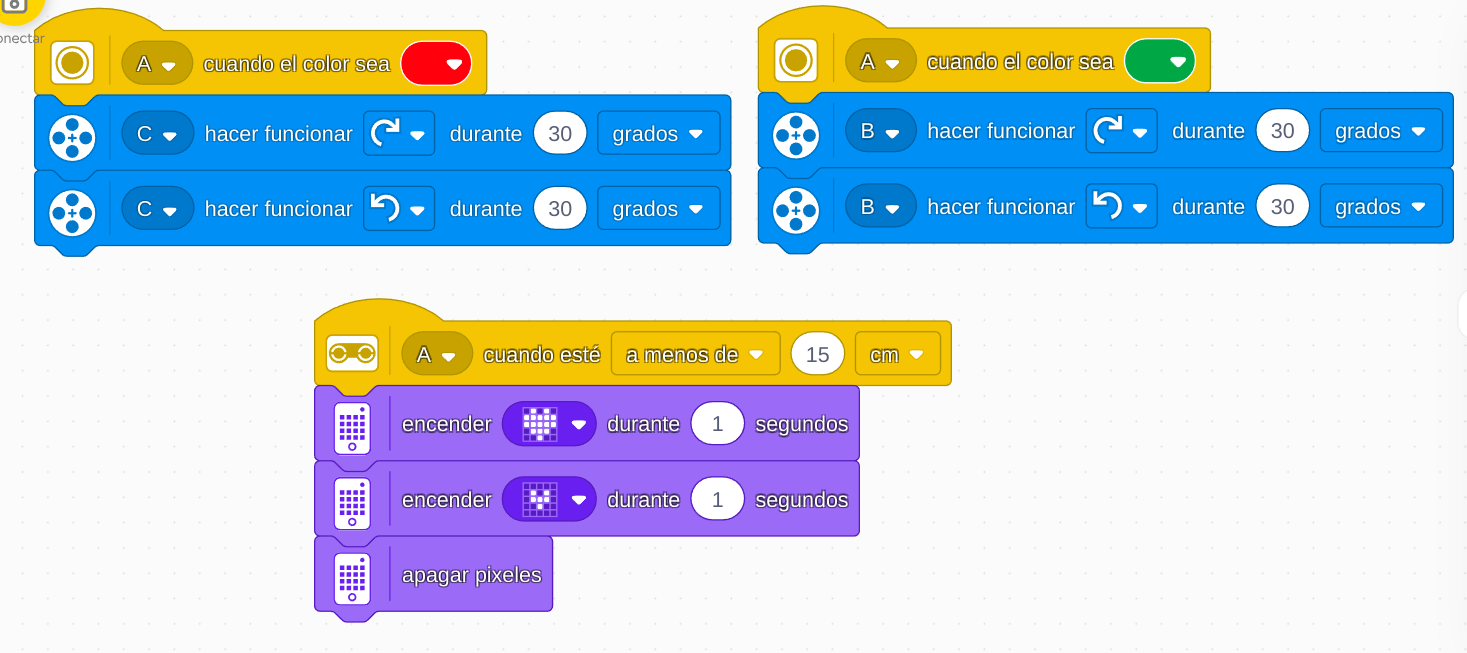 onectar
A cuando el color sea
C hacer funcionar durante 30 grados
C hacer funcionar durante 30 grados
A cuando el color sea
B hacer funcionar durante 30 grados
B hacer funcionar durante 30 grados
A cuando esté a menos de 15 cm
encender durante 1 segundos
encender durante 1 segundos
apagar pixeles